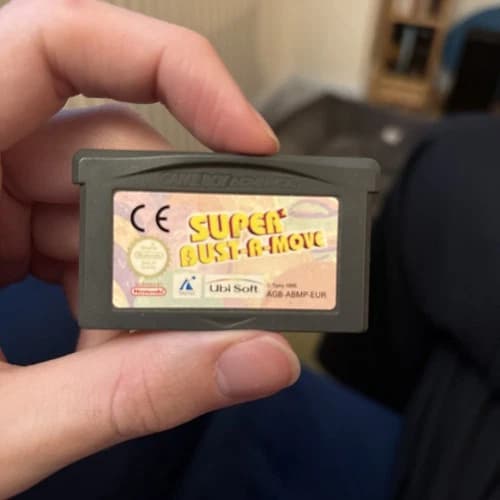 GAME BOY ADVANCE
CE
SUPER
BUST-A-MOVE
Nintendo
Ubi Soft
AGB-ABMP-EUR